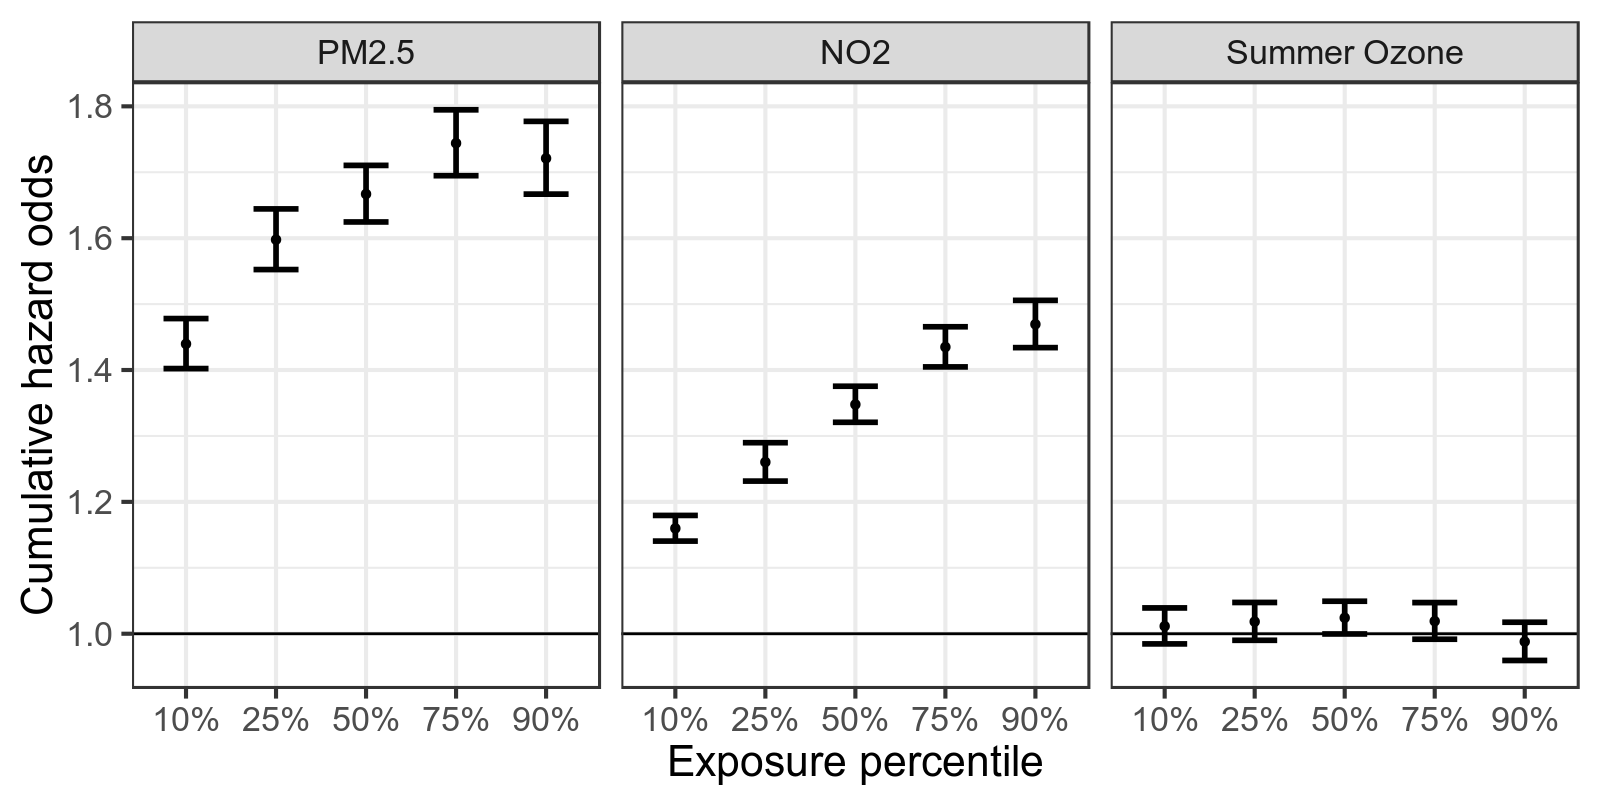 PM2.5 NO2 Summer Ozone
Cumulative hazard odds
1.8
1.6
1.4
1.2
1.0
10% 25% 50% 75% 90% 10% 25% 50% 75% 90% 10% 25% 50% 75% 90%
Exposure percentile